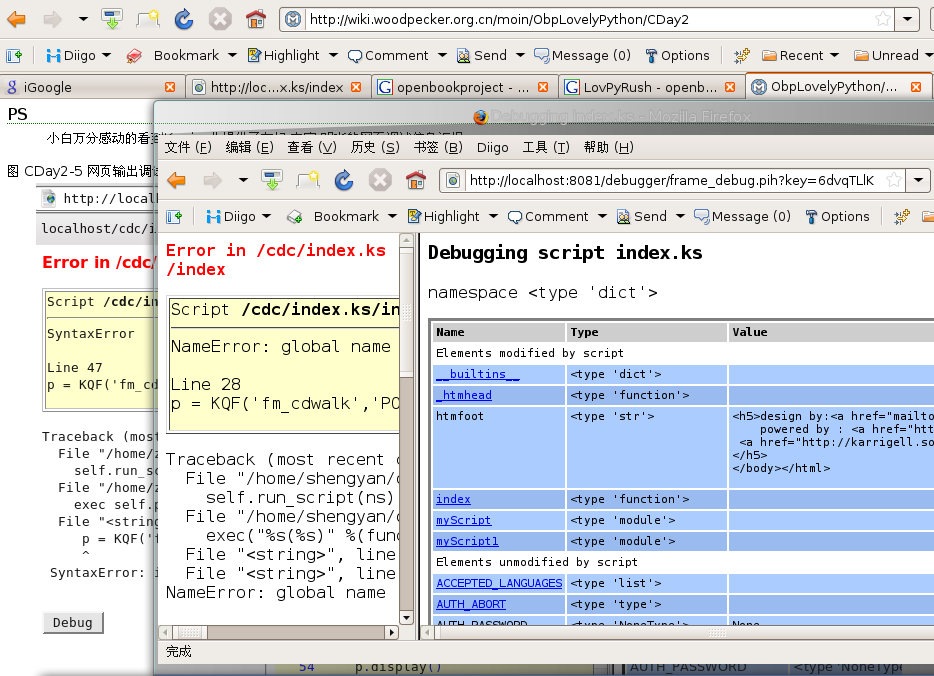 http://wiki.woodpecker.org.cn/moin/ObpLovelyPython/CDay2
Diigo Bookmark Highlight Comment Send Message (0) Options Recent Unread
iGoogle http://loc...x.ks/index openbookproject - ... LovPyRush - openb... ObpLovelyPython/...
PS
小白万分感动的看
图 CDay2-5 网页输出调
http://local
localhost/cdc/i
Error in /cdc/
Script /cdc/in
SyntaxError
Line 47
p = KQF('fm_cd
Traceback (mos
File "/home/z
self.run_sc
File "/home/z
exec self.p
File "<string
p = KQF('f
^
SyntaxError: i
Debug
Debugging index.ks - Mozilla Firefox
文件 (F) 编辑 (E) 查看 (V) 历史 (S) 书签 (B) Diigo 工具 (T) 帮助 (H)
http://localhost:8081/debugger/frame_debug.pih?key=6dvqTLlK
Diigo Bookmark Highlight Comment Send Message (0) Options
Error in /cdc/index.ks
/index
Script /cdc/index.ks/in
NameError: global name
Line 28
p = KQF('fm_cdwalk','PO
Traceback (most recent c
File "/home/shengyan/c
self.run_script(ns)
File "/home/shengyan/c
exec("%s(%s)" %(func
File "<string>", line
File "<string>", line
NameError: global name
Debugging script index.ks
namespace <type 'dict'>
Name Type Value
Elements modified by script
__builtins__ <type 'dict'>
_htmhead <type 'function'>
htmfoot <type 'str'> <h5>design by:<a href="mailto
powered by : <a href="htt
<a href="http://karrigell.so
</h5>
</body></html>
index <type 'function'>
myScript <type 'module'>
myScript1 <type 'module'>
Elements unmodified by script
ACCEPTED_LANGUAGES <type 'list'>
AUTH_ABORT <type 'type'>
AUTH_PASSWORD <type 'NoneType'> None
完成
54 p.display()
AUTH_PASSWORD <type 'NoneType